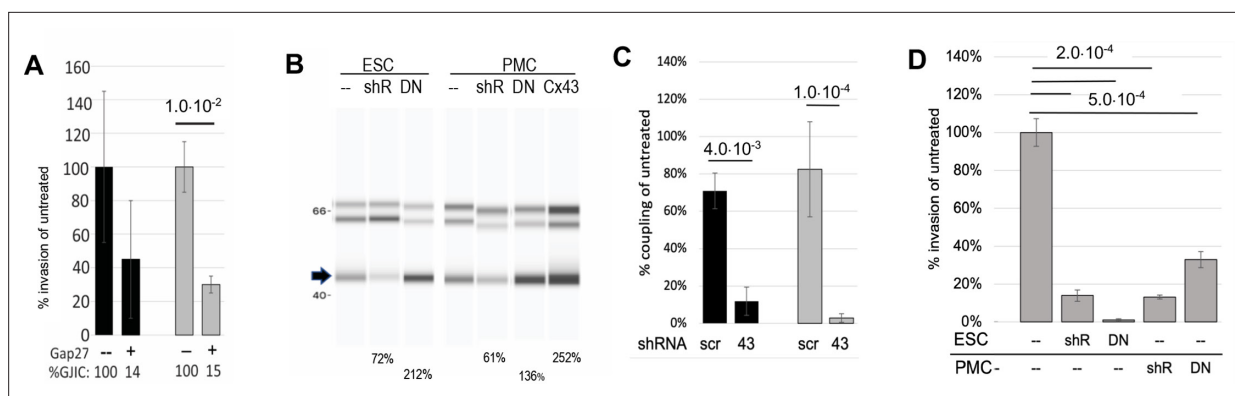 A
160
140
120
100
80
60
40
20
0
% invasion of untreated
1.0·10-2
Gap27 -- + — +
%GJIC: 100 14 100 15
B
ESC PMC
-- shR DN -- shR DN Cx43
66-
40-
72% 61% 252%
212% 136%
C
140%
120%
100%
80%
60%
40%
20%
0%
% coupling of untreated
4.0·10-3
1.0·10-4
shRNA scr 43 scr 43
D
140%
120%
100%
80%
60%
40%
20%
0%
% invasion of untreated
2.0·10-4
5.0·10-4
ESC -- shR DN -- --
PMC - -- -- -- shR DN